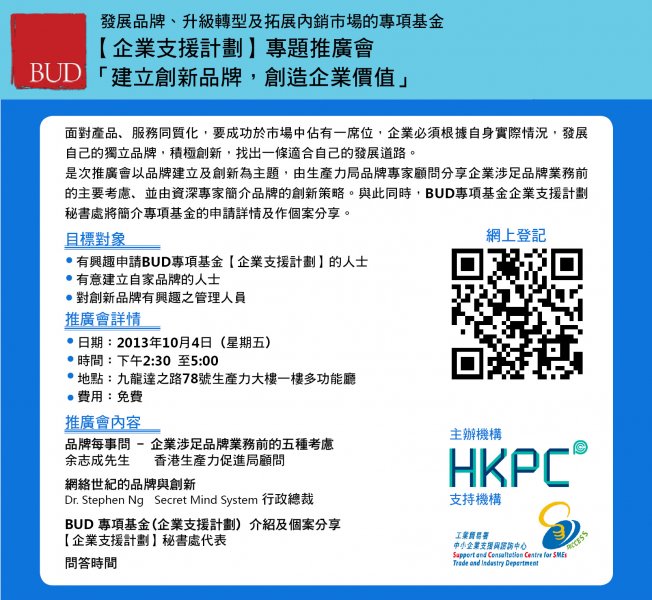 發展品牌、升級轉型及拓展內銷市場的專項基金
BUD
【企業支援計劃】專題推廣會
「建立創新品牌，創造企業價值」
面對產品、服務同質化，要成功於市場中佔有一席位，企業必須根據自身實際情況，發展
自己的獨立品牌，積極創新，找出一條適合自己的發展道路。
是次推廣會以品牌建立及創新為主題，由生產力局品牌專家顧問分享企業涉足品牌業務前
的主要考慮、並由資深專家簡介品牌的創新策略。與此同時，BUD專項基金企業支援計劃
秘書處將簡介專項基金的申請詳情及作個案分享。
目標對象
• 有興趣申請BUD專項基金【企業支援計劃】的人士
• 有意建立自家品牌的人士
• 對創新品牌有興趣之管理人員
推廣會詳情
• 日期：2013年10月4日（星期五）
• 時間：下午2:30 至5:00
• 地點：九龍達之路78號生產力大樓一樓多功能廳
• 費用：免費
推廣會內容
品牌每事問 – 企業涉足品牌業務前的五種考慮
余志成先生 香港生產力促進局顧問
網絡世紀的品牌與創新
Dr. Stephen Ng Secret Mind System 行政總裁
BUD 專項基金(企業支援計劃) 介紹及個案分享
【企業支援計劃】秘書處代表
問答時間
網上登記
主辦機構
HKPC
支持機構
SUCCESS
工業貿易署
中小企業支援與諮詢中心
Support and Consultation Centre for SMEs
Trade and Industry Department